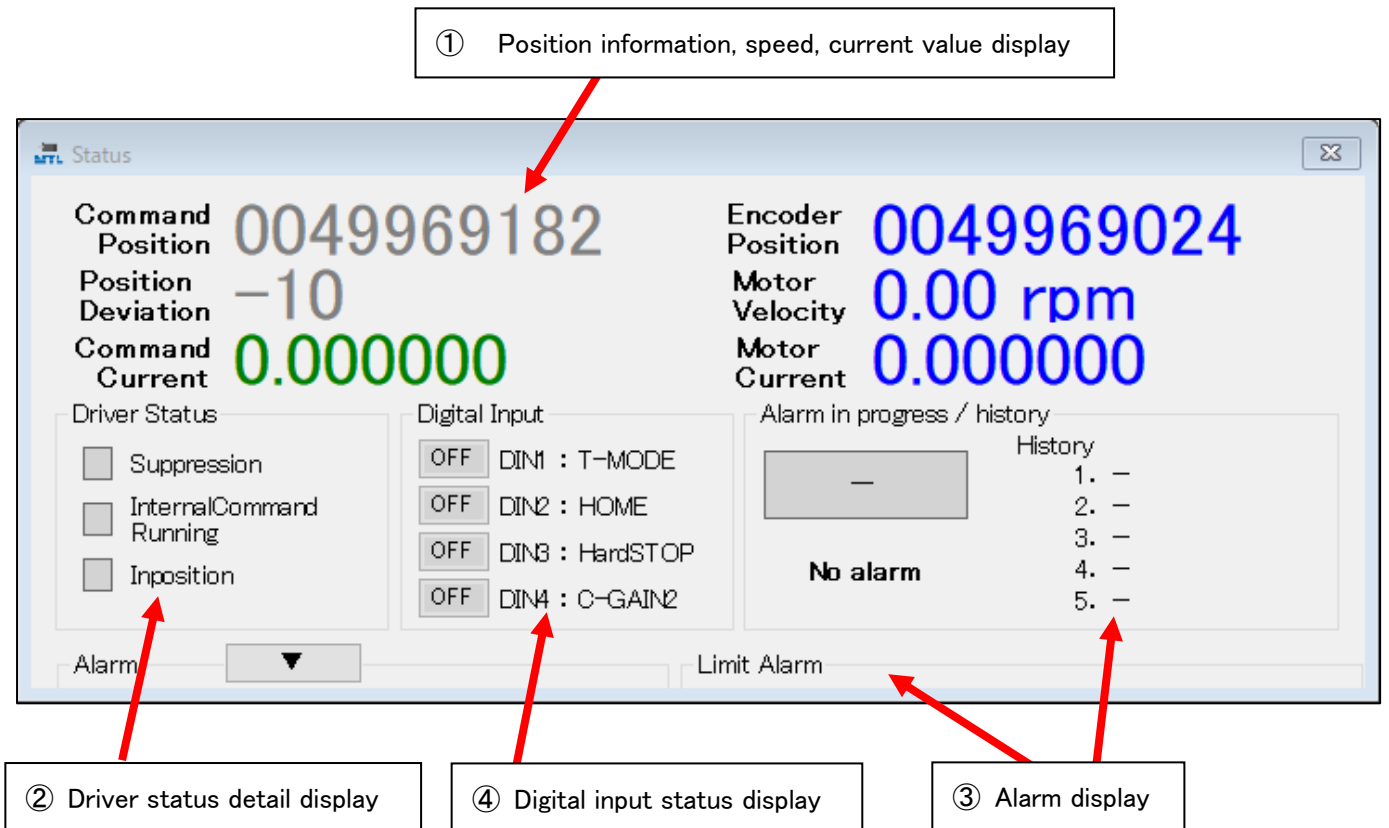 ① Position information, speed, current value display
MTL Status
Command Position 0049969182
Encoder Position 0049969024
Position Deviation −10
Motor Velocity 0.00 rpm
Command Current 0.000000
Motor Current 0.000000
Driver Status
Suppression
InternalCommand
Running
Inposition
Digital Input
OFF DIN1 : T-MODE
OFF DIN2 : HOME
OFF DIN3 : HardSTOP
OFF DIN4 : C-GAIN2
Alarm in progress / history
−
No alarm
History
1. −
2. −
3. −
4. −
5. −
Alarm ▼
Limit Alarm
② Driver status detail display
④ Digital input status display
③ Alarm display